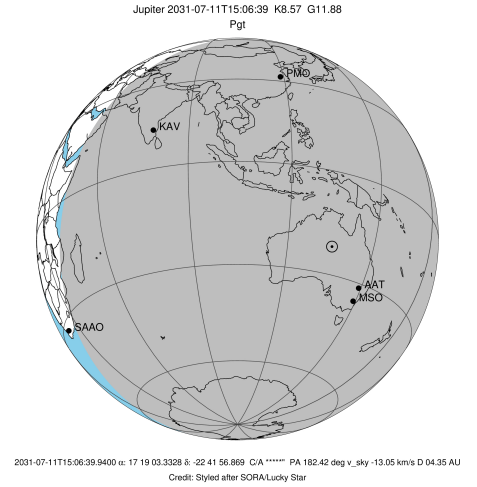 Jupiter 2031-07-11T15:06:39 K8.57 G11.88
Pgt
PMO
KAV
AAT
MSO
SAAO
2031-07-11T15:06:39.9400 α: 17 19 03.3328 δ: -22 41 56.869 C/A *****" PA 182.42 deg v_sky -13.05 km/s D 04.35 AU
Credit: Styled after SORA/Lucky Star